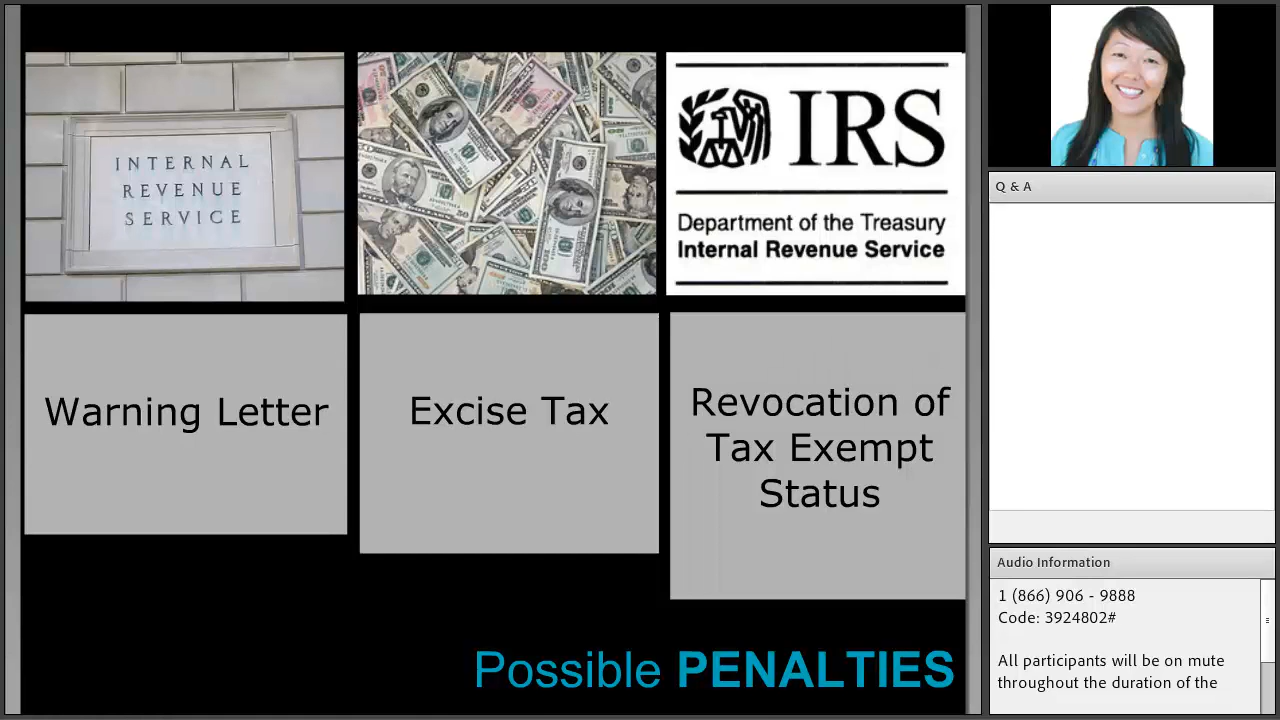 INTERNAL
REVENUE
SERVICE
IRS
Department of the Treasury
Internal Revenue Service
Warning Letter
Excise Tax
Revocation of
Tax Exempt
Status
Possible PENALTIES
Q & A
Audio Information
1 (866) 906 - 9888
Code: 3924802#
All participants will be on mute
throughout the duration of the